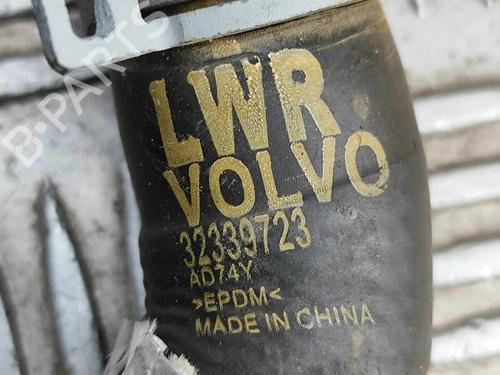 B-PARTS
LWR
VOLVO
32339723
AD74Y
>EPDM<
MADE IN CHINA